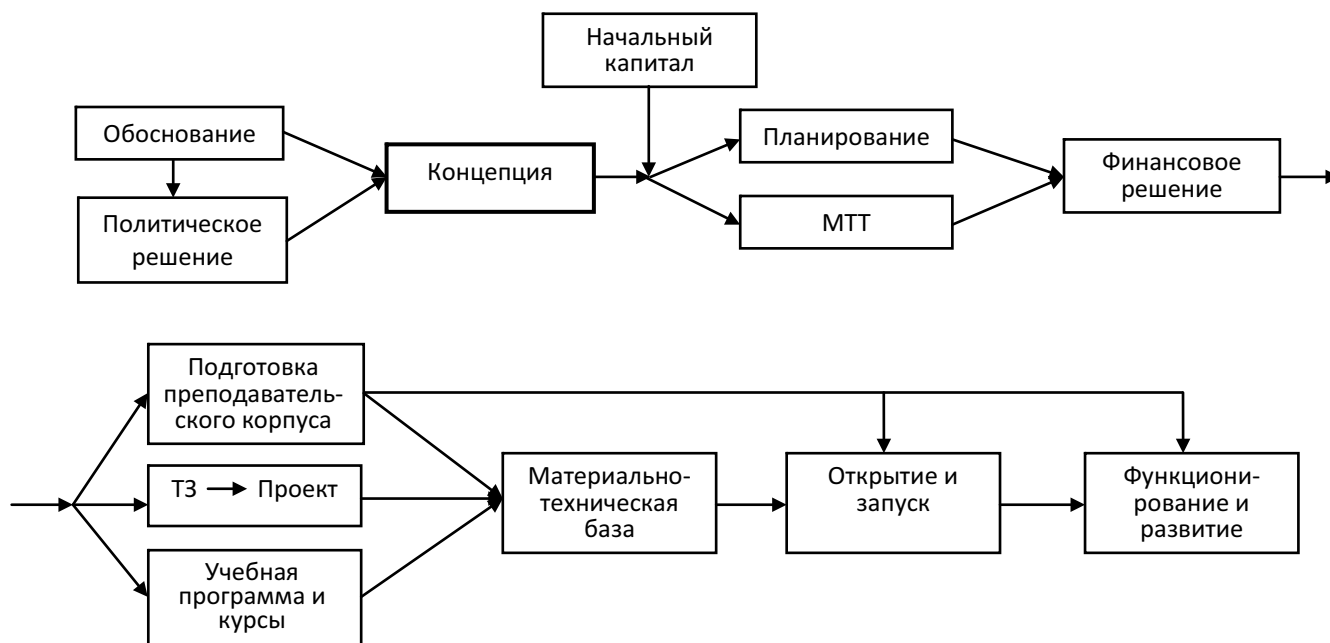 Начальный
капитал
Обоснование
Политическое
решение
Концепция
Планирование
МТТ
Финансовое
решение
Подготовка
преподаватель-
ского корпуса
ТЗ Проект
Учебная
программа и
курсы
Материально-
техническая
база
Открытие и
запуск
Функциони-
рование и
развитие